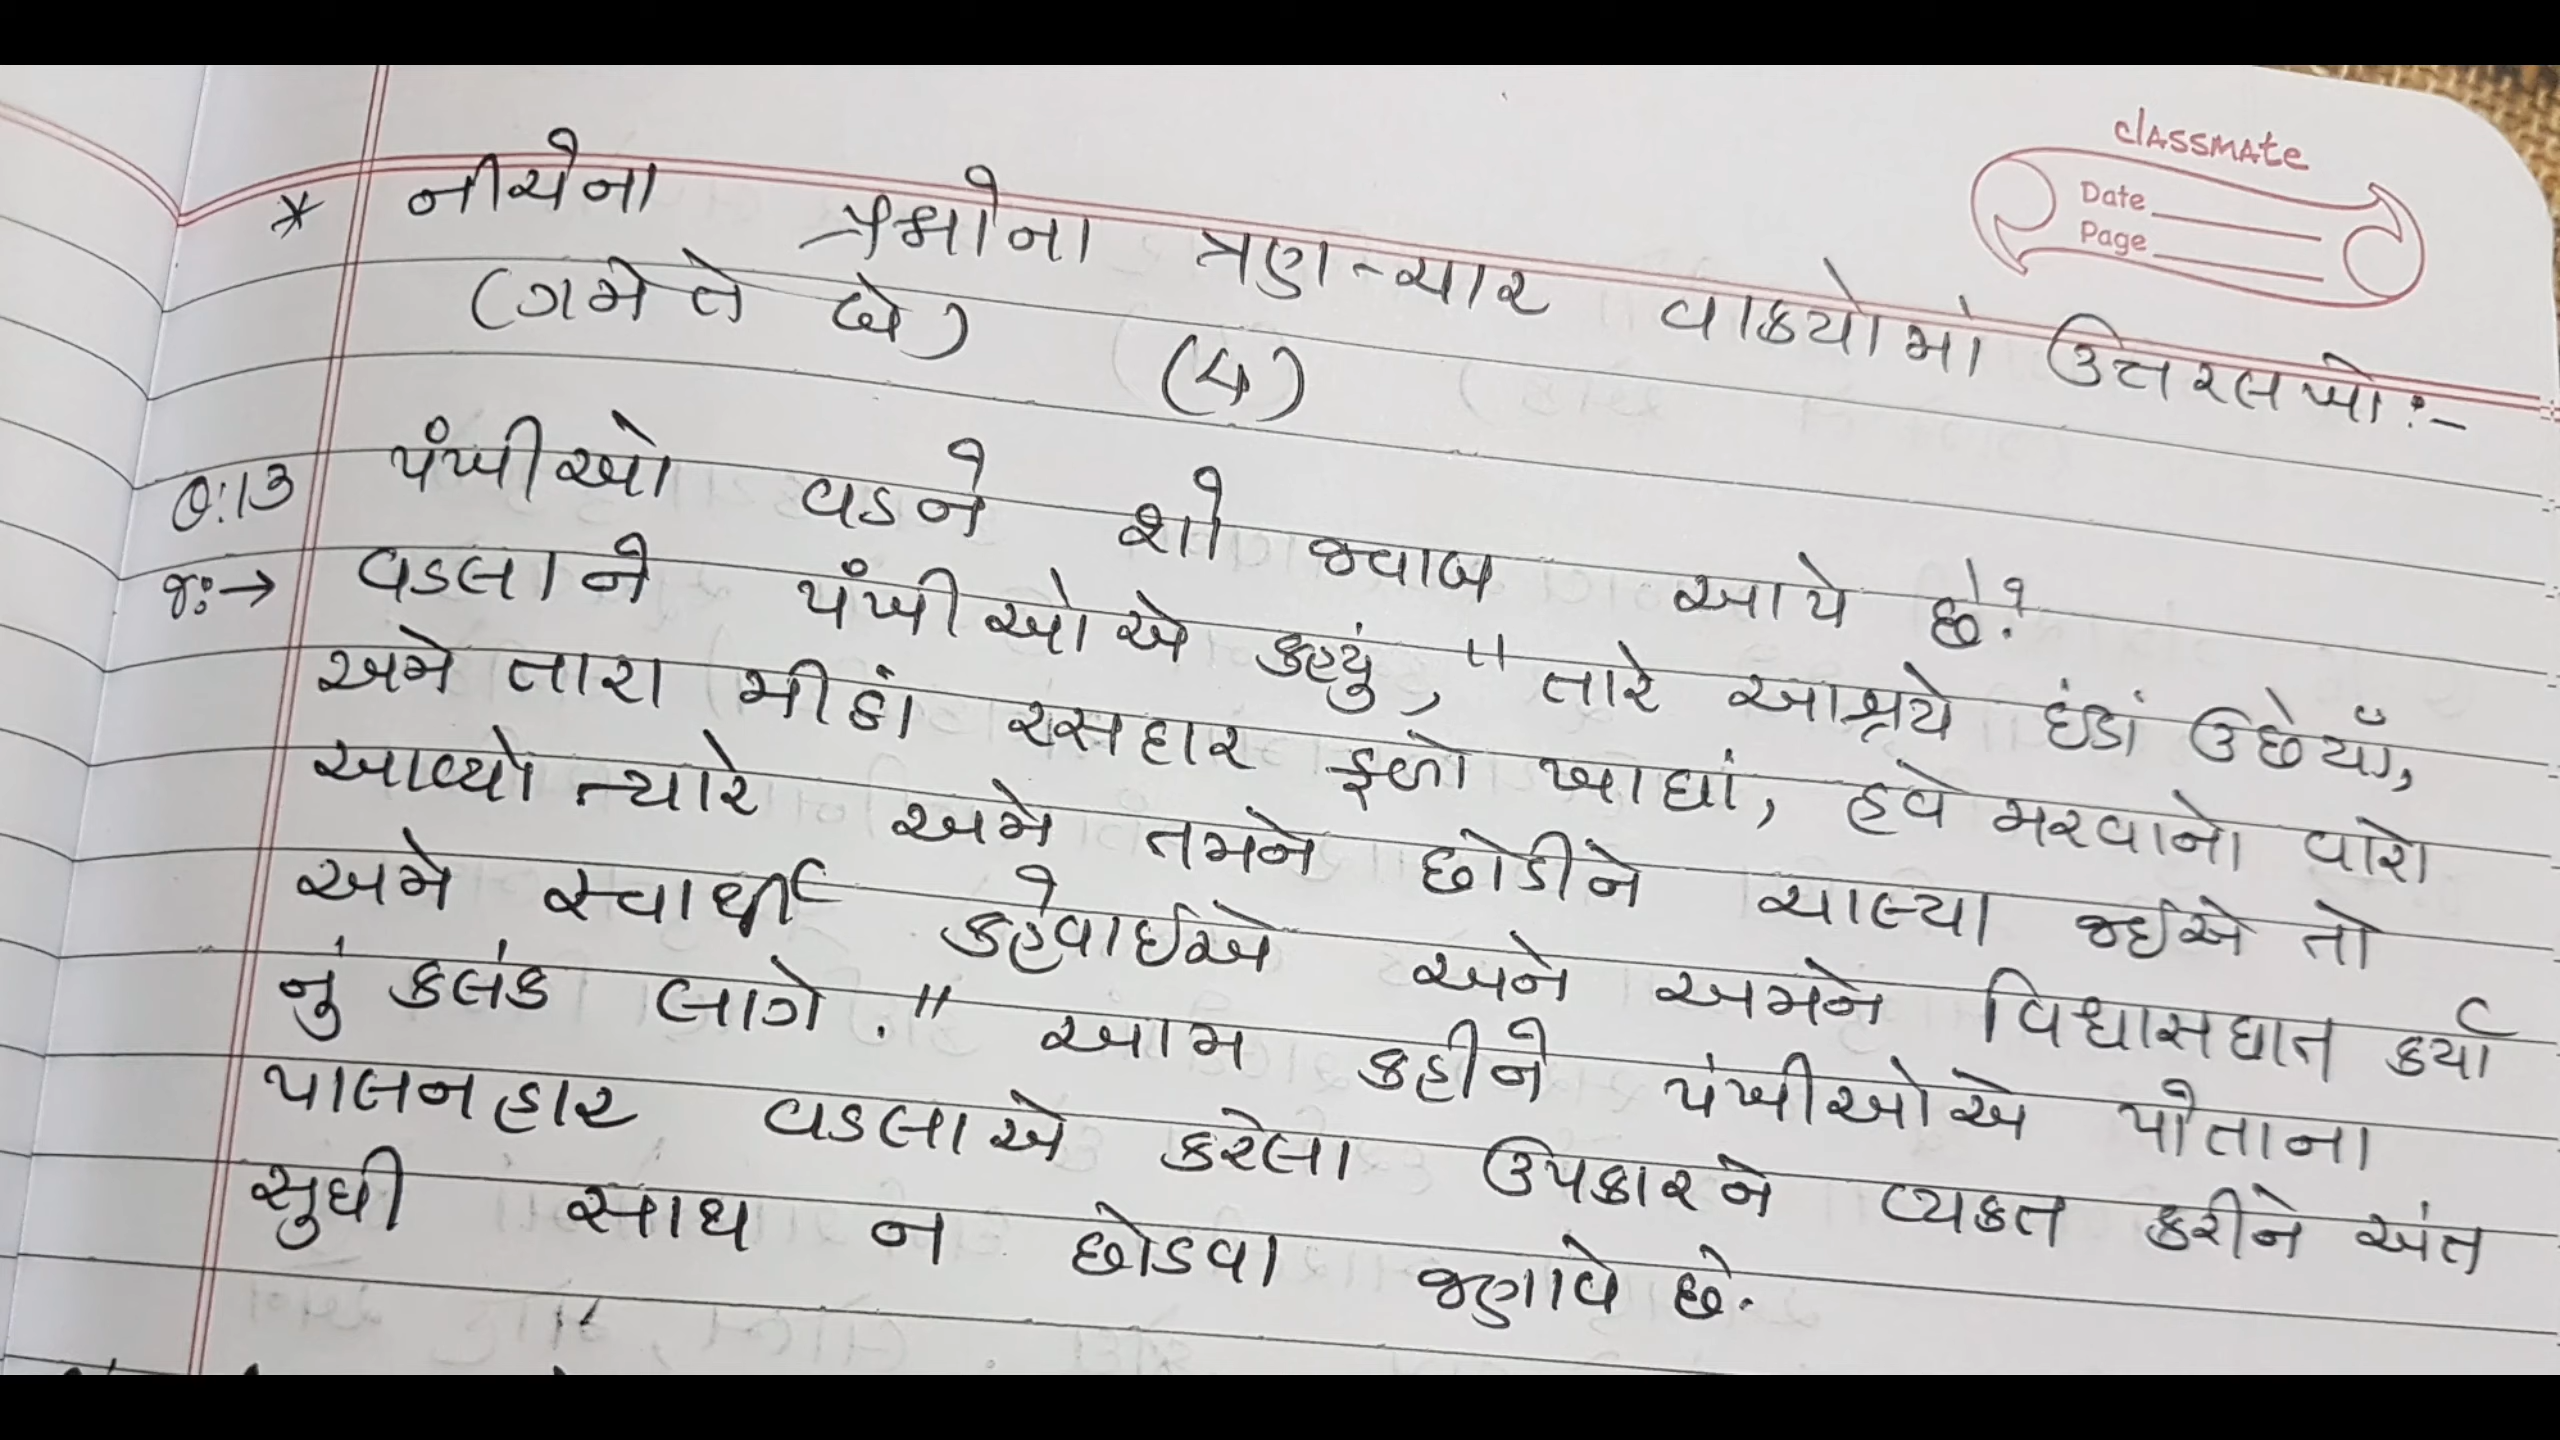 classmate
Date
Page
* નીચેના પ્રશ્નોના ત્રણ-ચાર વાક્યોમાં ઉત્તર લખો:-
(ગમે તે બે) (4)
Q:13 પંખીઓ વડને શો જવાબ આપે છે?
જ:→ વડલાને પંખીઓએ કહ્યું, "તારે આશ્રયે ઇંડાં ઉછેર્યાં,
અમે તારા મીઠાં રસદાર ફળો ખાધાં, હવે મરવાનો વારો
આવ્યો ત્યારે અમે તમને છોડીને ચાલ્યા જઈએ તો
અમે સ્વાર્થી કહેવાઈએ અને અમને વિશ્વાસઘાત કર્યા
નું કલંક લાગે." આમ કહીને પંખીઓએ પોતાના
પાલનહાર વડલાએ કરેલા ઉપકારને વ્યક્ત કરીને અંત
સુધી સાથ ન છોડવા જણાવે છે.